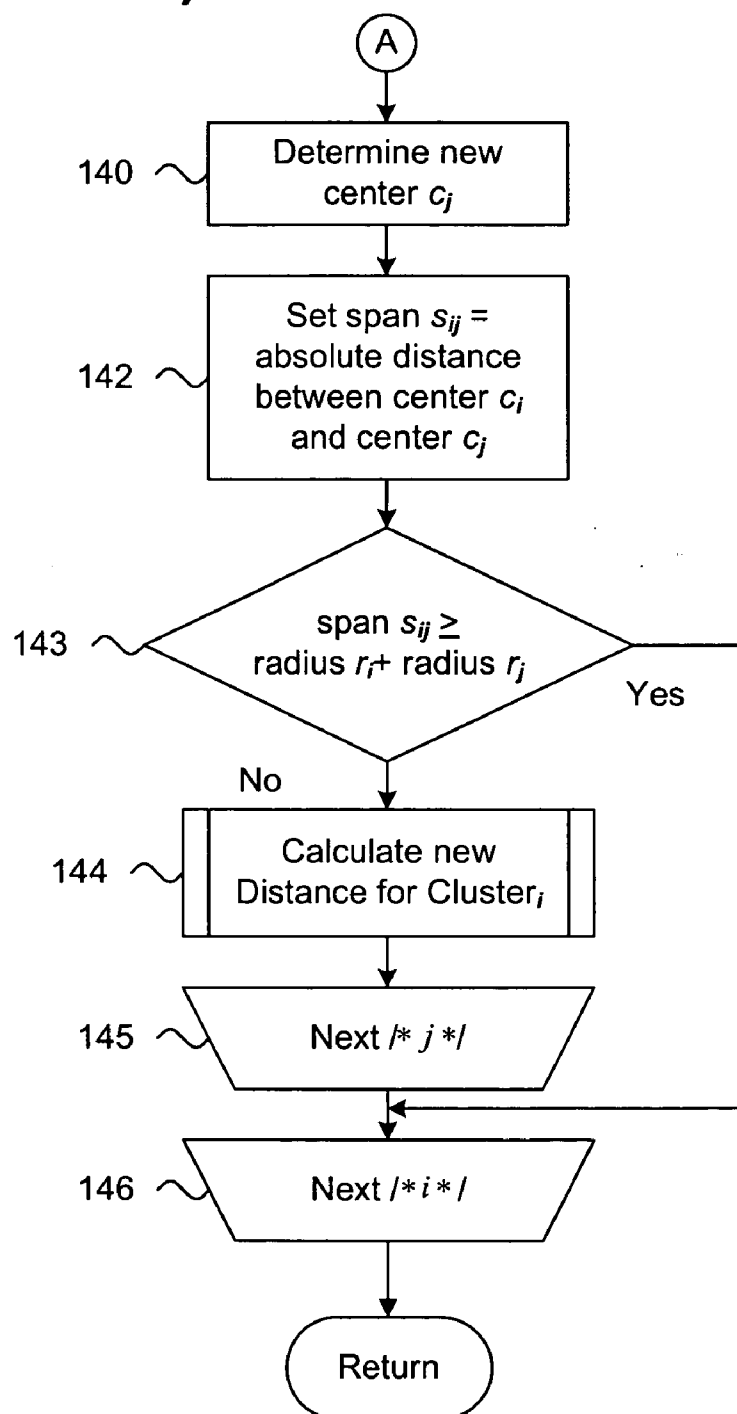 A
140
Determine new
center cj
142
Set span sij =
absolute distance
between center ci
and center cj
143
span sij ≥
radius ri+ radius rj
Yes
No
144
Calculate new
Distance for Clusteri
145
Next /* j */
146
Next /* i */
Return